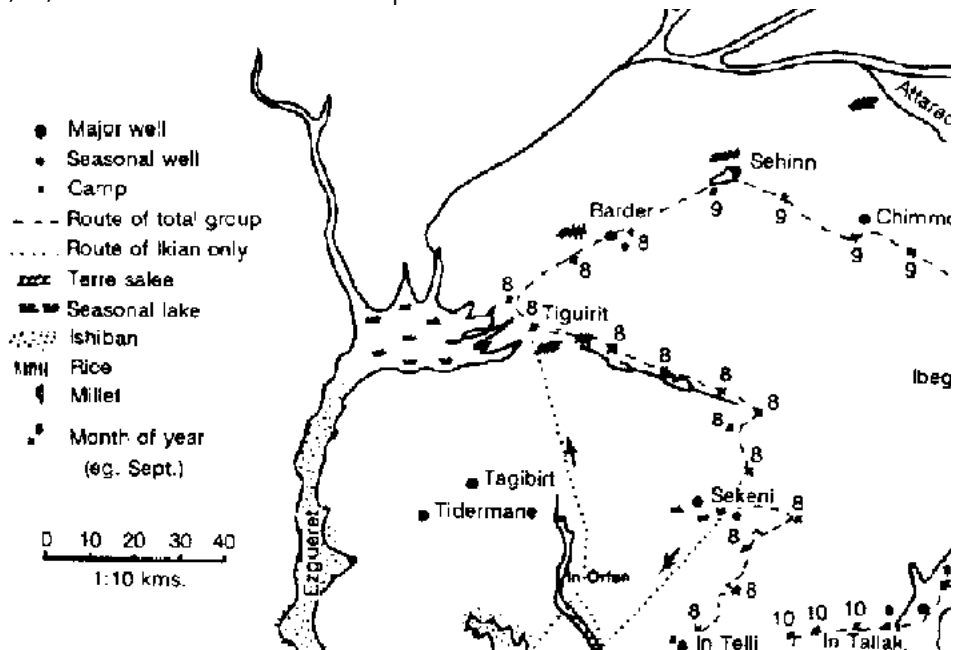 Major well
Seasonal well
Camp
Route of total group
Route of Ikian only
Terre salee
Seasonal lake
Ishiban
Rice
Millet
Month of year
(eg. Sept.)
0 10 20 30 40
1:10 kms.
Ezgueret
Attarac
Sehinn
9
9
Barder
8
Chimmo
9
9
8
8
8
Tiguirit
8
8
8
8
Ibeg
8
Tagibirt
Tidermane
Sekeni
8
8
In Orfan
8
8
In Telli
10 10 10
In Tallak.